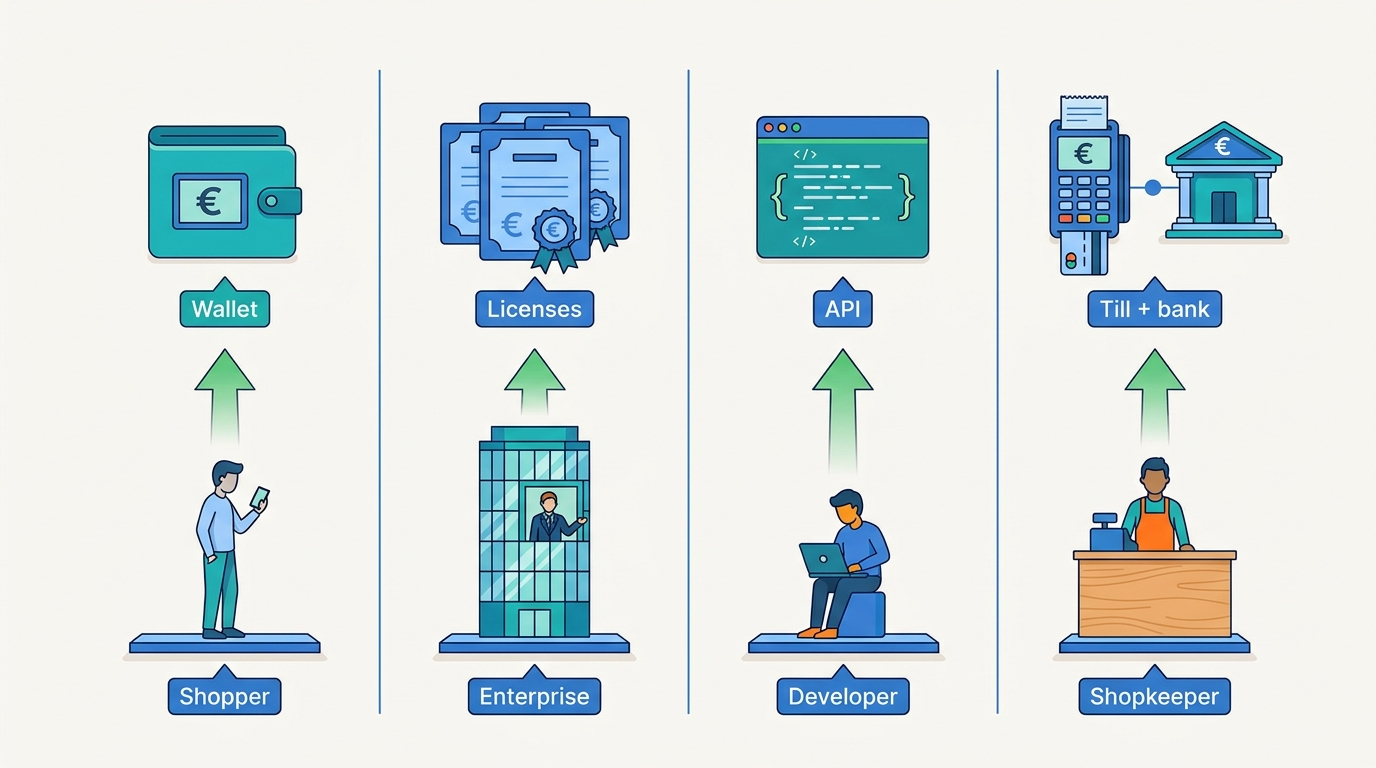 €
€
€
€
€
</>
{
}
</>
€
€
Wallet
Licenses
API
Till + bank
Shopper
Enterprise
Developer
Shopkeeper